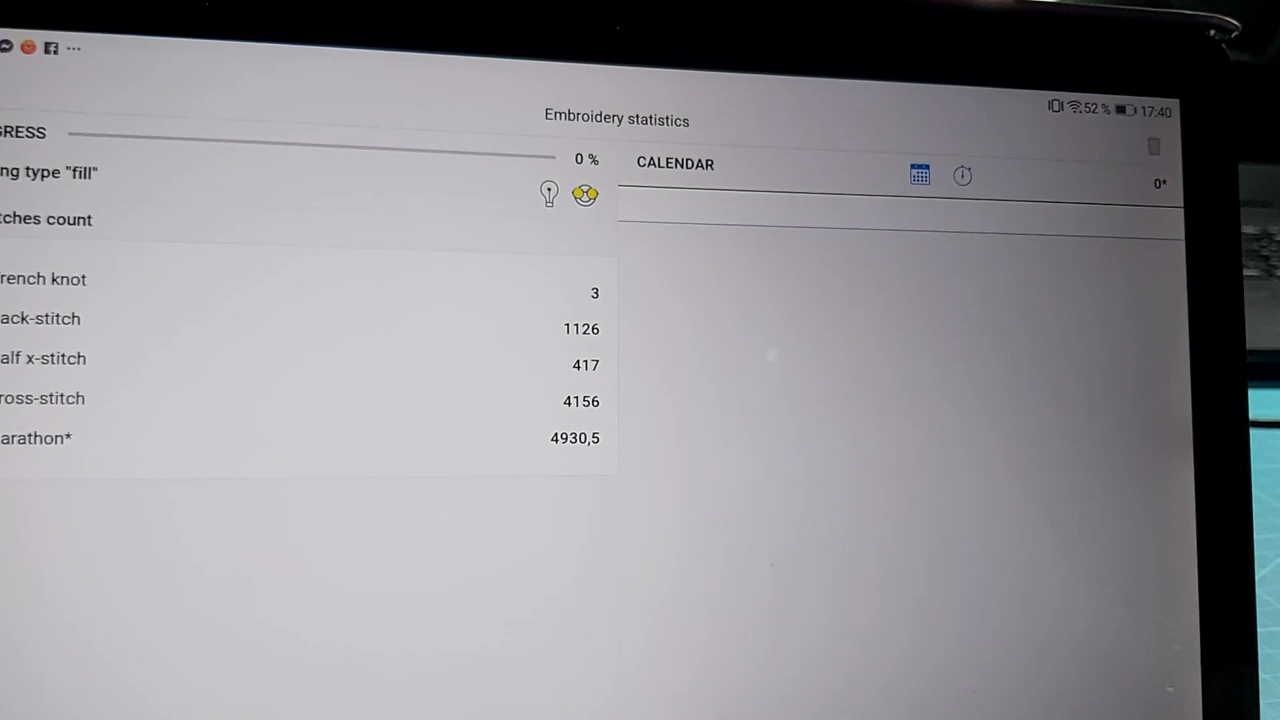 52 % 17:40
Embroidery statistics
GRESS 0 %
ng type "fill"
tches count
rench knot 3
ack-stitch 1126
alf x-stitch 417
ross-stitch 4156
arathon* 4930,5
CALENDAR
0*